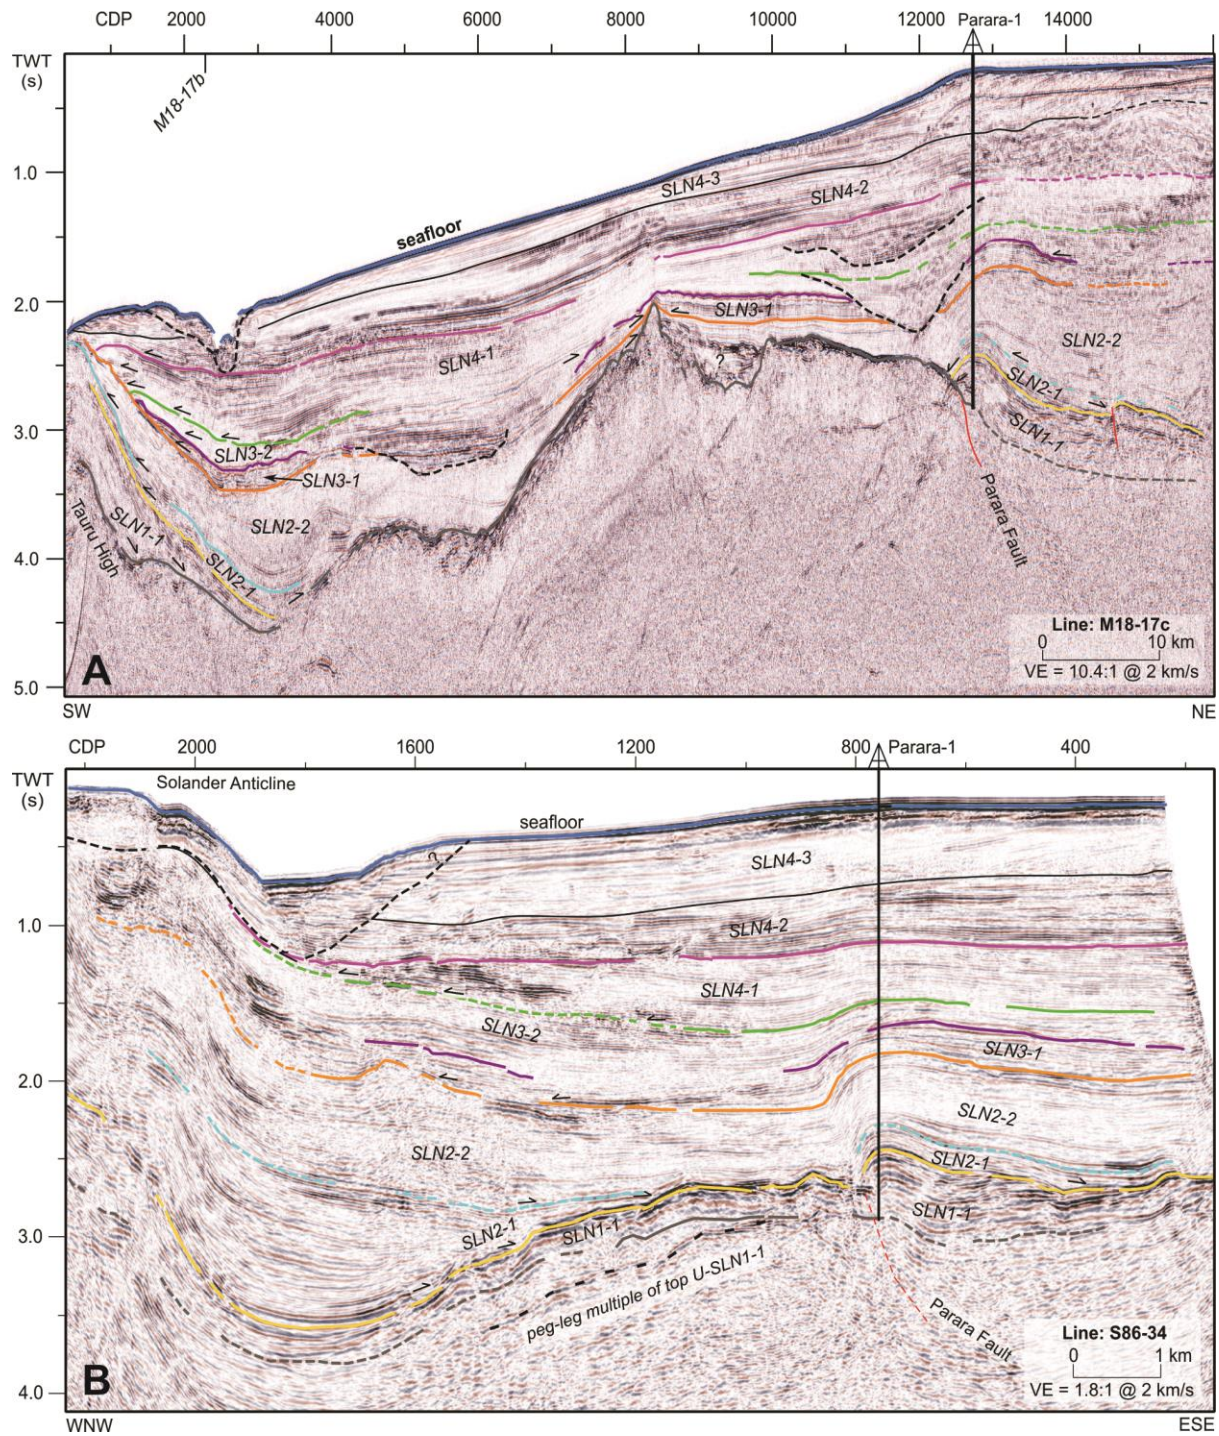 CDP 2000 4000 6000 8000 10000 12000 Parara-1 14000
TWT
(s)
M18-17b
1.0
SLN4-3
SLN4-2
seafloor
2.0
SLN3-1
SLN4-1
SLN2-2
?
SLN2-1
3.0
SLN3-2
SLN1-1
SLN3-1
Parara Fault
SLN1-1
SLN2-2
Tauru High
4.0
SLN2-1
Line: M18-17c
0 10 km
VE = 10.4:1 @ 2 km/s
A
5.0
SW NE
CDP 2000 1600 1200 800 Parara-1 400
TWT
(s)
Solander Anticline
seafloor
?
SLN4-3
1.0
SLN4-2
SLN4-1
SLN3-2
SLN3-1
2.0
SLN2-2
SLN2-2
SLN2-1
SLN1-1
SLN2-1
SLN1-1
3.0
peg-leg multiple of top U-SLN1-1
Parara Fault
Line: S86-34
0 1 km
VE = 1.8:1 @ 2 km/s
B
4.0
WNW ESE